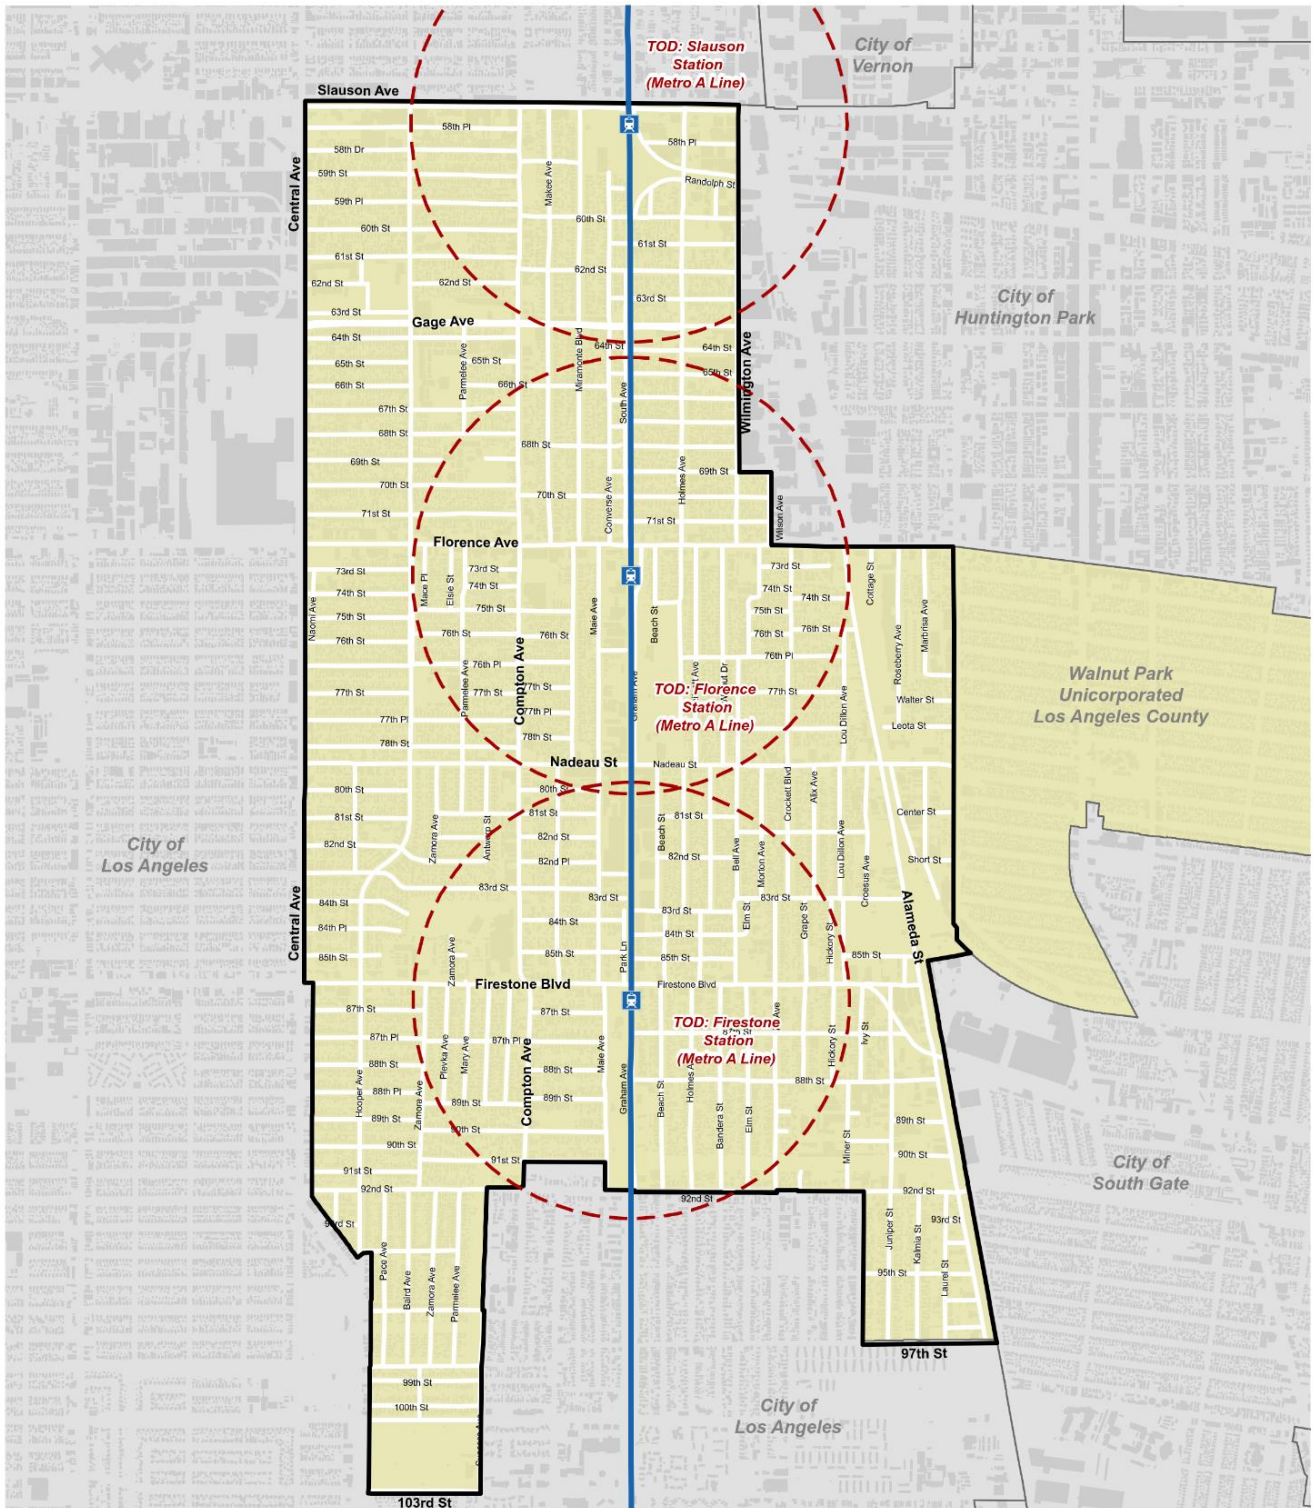 TOD: Slauson
Station
(Metro A Line)
City of
Vernon
Slauson Ave
58th Pl
58th Pl
58th Dr
59th St
Makee Ave
Randolph St
Central Ave
59th Pl
60th St
60th St
61st St
61st St
62nd St
62nd St
62nd St
63rd St
City of
Huntington Park
63rd St
Gage Ave
64th St
64th St
64th St
Miramonte Blvd
Wilmington Ave
Parmelee Ave
65th St
65th St
65th St
66th St
66th St
South Ave
67th St
68th St
68th St
69th St
69th St
Holmes Ave
70th St
70th St
Converse Ave
71st St
71st St
Wilson Ave
Florence Ave
73rd St
73rd St
73rd St
Mace Pl
Elsie St
74th St
74th St
74th St
74th St
Cottage St
Naomi Ave
75th St
75th St
75th St
Maie Ave
Beach St
Marbrisa Ave
Roseberry Ave
76th St
76th St
76th St
76th St
76th St
76th Pl
76th Pl
Compton Ave
Parmelee Ave
77th St
77th St
77th St
77th St
Graham Ave
TOD: Florence
Station
(Metro A Line)
Lou Dillon Ave
Walter St
Leota St
Walnut Park
Unicorporated
Los Angeles County
77th Pl
77th Pl
78th St
78th St
Nadeau St
Nadeau St
80th St
80th St
Crockett Blvd
Alix Ave
81st St
81st St
81st St
Center St
Zamora Ave
Antwerp St
82nd St
82nd St
Beach St
82nd Pl
82nd St
Bell Ave
Morton Ave
Lou Dillon Ave
Croesus Ave
Short St
City of
Los Angeles
83rd St
83rd St
83rd St
83rd St
Central Ave
84th St
84th St
84th St
84th Pl
Elm St
Grape St
Hickory St
Alameda St
85th St
85th St
85th St
85th St
Park Ln
Zamora Ave
Firestone Blvd
Firestone Blvd
87th St
87th St
TOD: Firestone
Station
(Metro A Line)
87th Pl
87th Pl
Plevka Ave
Mary Ave
Compton Ave
Maie Ave
Hickory St
Ivy St
88th St
88th St
88th St
Hooper Ave
88th Pl
Zamora Ave
89th St
89th St
89th St
89th St
Graham Ave
Beach St
Holmes A
Bandera St
Elm St
Miner St
90th St
90th St
90th St
91st St
91st St
92nd St
92nd St
92nd St
City of
South Gate
93rd St
93rd St
Juniper St
Kalmia St
Laurel St
95th St
Pace Ave
Baird Ave
Zamora Ave
Parmelee Ave
97th St
99th St
100th St
City of
Los Angeles
103rd St